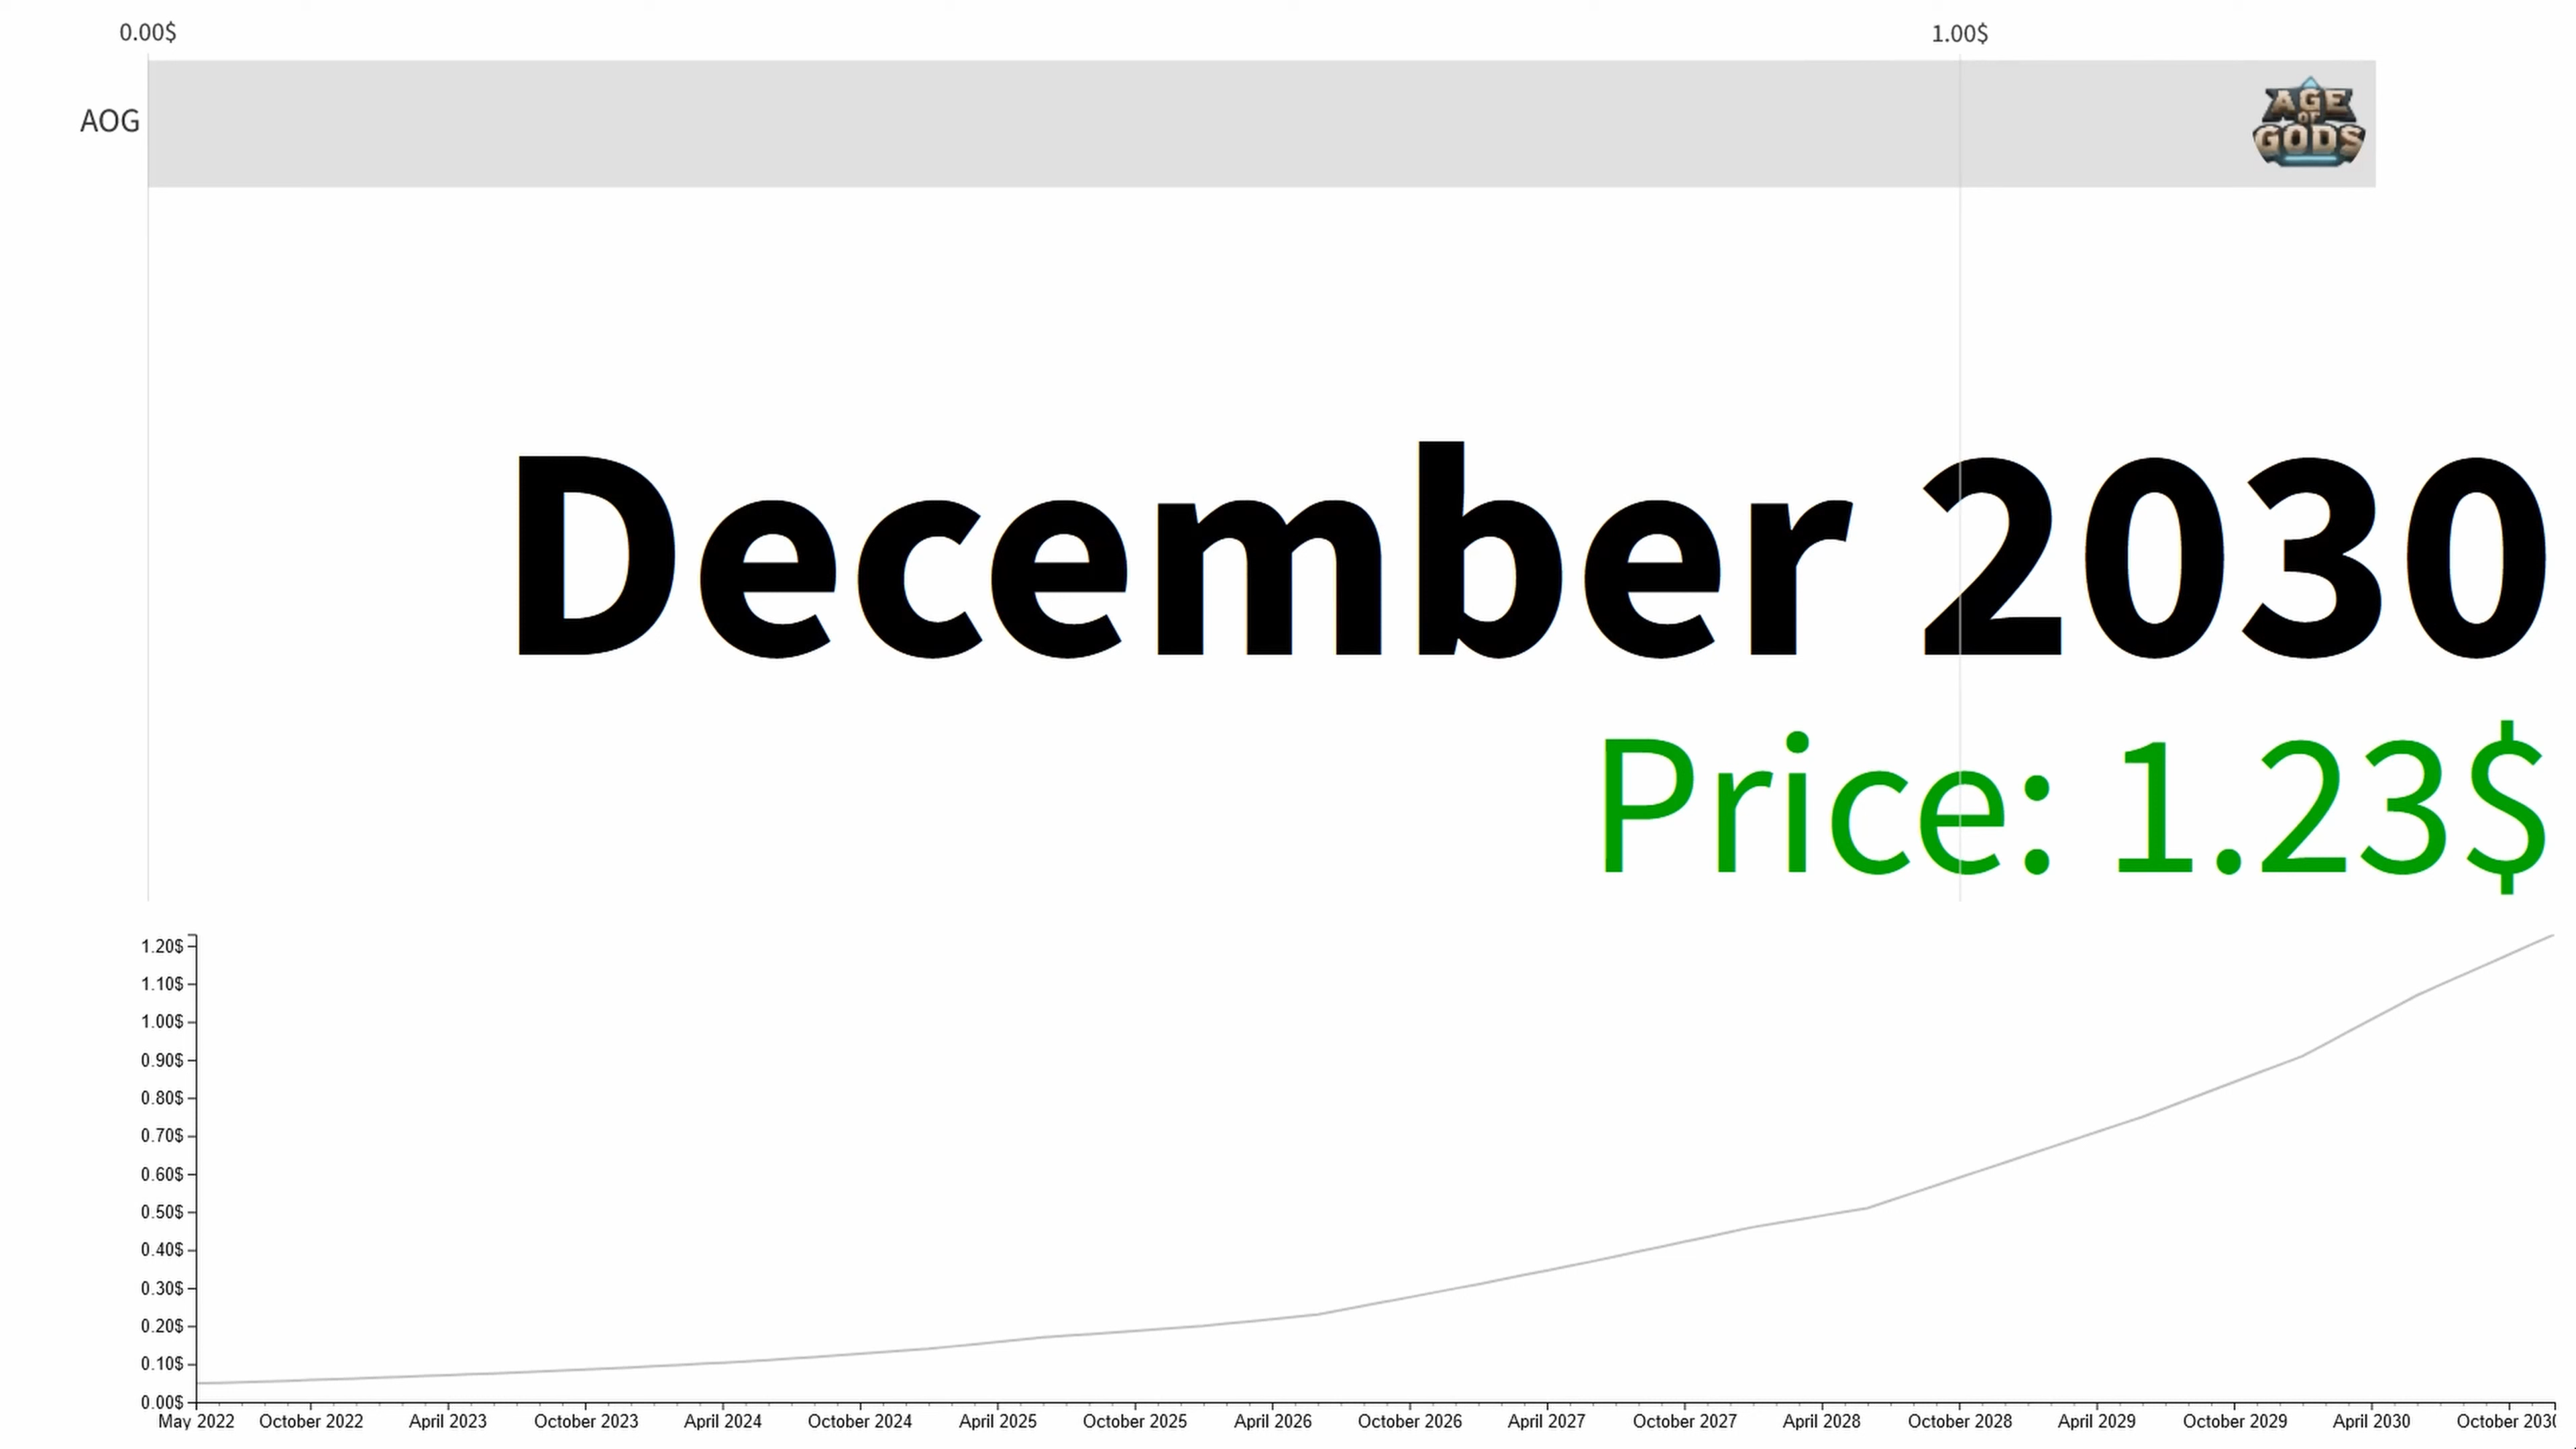 0.00$ 1.00$
AOG
AGE
OF
GODS
December 2030
Price: 1.23$
1.20$
1.10$
1.00$
0.90$
0.80$
0.70$
0.60$
0.50$
0.40$
0.30$
0.20$
0.10$
0.00$
May 2022 October 2022 April 2023 October 2023 April 2024 October 2024 April 2025 October 2025 April 2026 October 2026 April 2027 October 2027 April 2028 October 2028 April 2029 October 2029 April 2030 October 2030